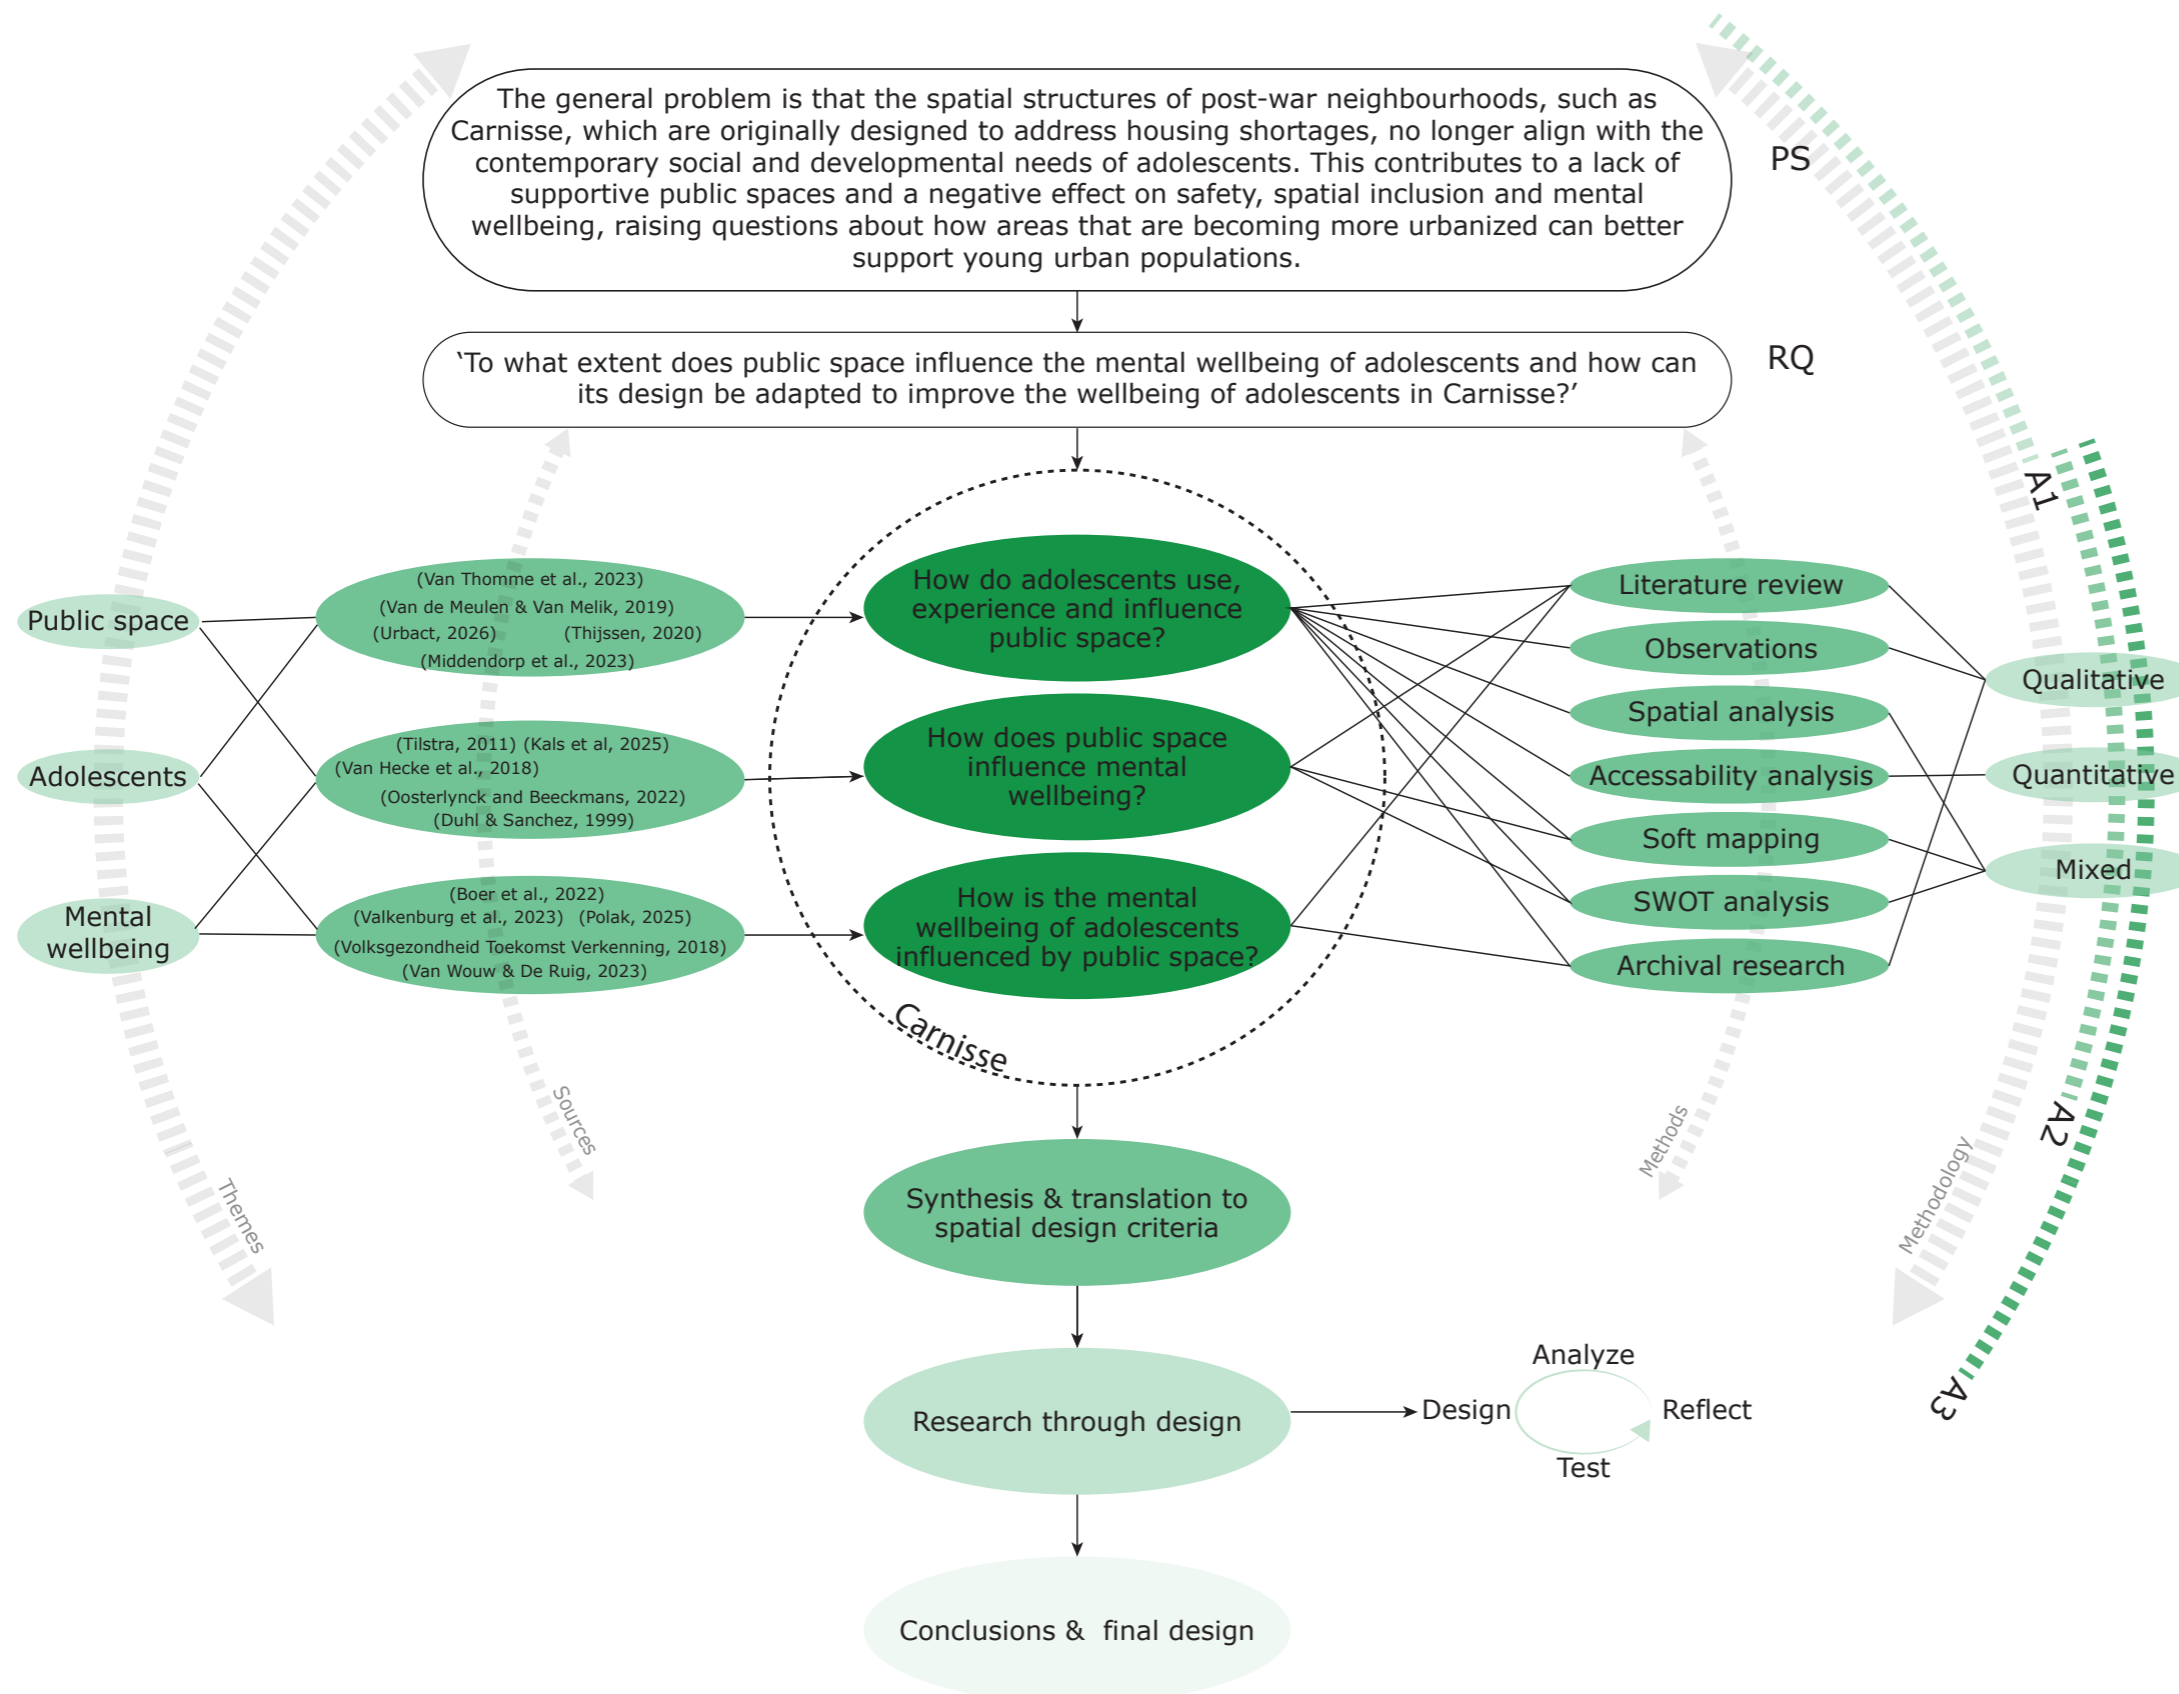 The general problem is that the spatial structures of post-war neighbourhoods, such as
Carnisse, which are originally designed to address housing shortages, no longer align with the
contemporary social and developmental needs of adolescents. This contributes to a lack of
supportive public spaces and a negative effect on safety, spatial inclusion and mental
wellbeing, raising questions about how areas that are becoming more urbanized can better
support young urban populations.
PS
‘To what extent does public space influence the mental wellbeing of adolescents and how can
its design be adapted to improve the wellbeing of adolescents in Carnisse?’
RQ
A1
Public space
Adolescents
Mental
wellbeing
(Van Thomme et al., 2023)
(Van de Meulen & Van Melik, 2019)
(Urbact, 2026) (Thijssen, 2020)
(Middendorp et al., 2023)
(Tilstra, 2011) (Kals et al, 2025)
(Van Hecke et al., 2018)
(Oosterlynck and Beeckmans, 2022)
(Duhl & Sanchez, 1999)
(Boer et al., 2022)
(Valkenburg et al., 2023) (Polak, 2025)
(Volksgezondheid Toekomst Verkenning, 2018)
(Van Wouw & De Ruig, 2023)
How do adolescents use,
experience and influence
public space?
How does public space
influence mental
wellbeing?
How is the mental
wellbeing of adolescents
influenced by public space?
Carnisse
Literature review
Observations
Spatial analysis
Accessability analysis
Soft mapping
SWOT analysis
Archival research
Qualitative
Quantitative
Mixed
Themes
Sources
Methods
Methodology
A2
A3
Synthesis & translation to
spatial design criteria
Research through design
Analyze
Design
Reflect
Test
Conclusions & final design